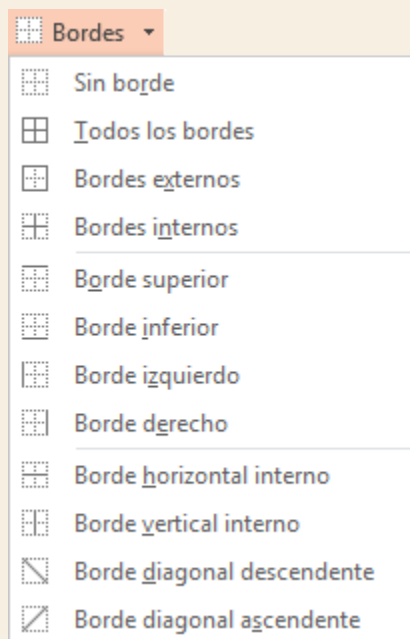 Bordes
Sin borde
Todos los bordes
Bordes externos
Bordes internos
Borde superior
Borde inferior
Borde izquierdo
Borde derecho
Borde horizontal interno
Borde vertical interno
Borde diagonal descendente
Borde diagonal ascendente